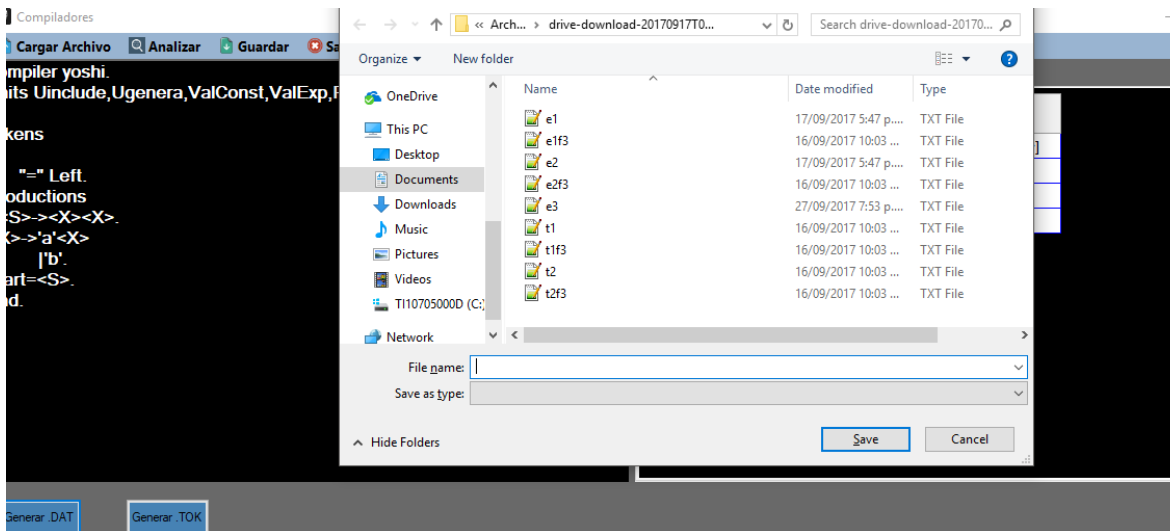 Compiladores
Cargar Archivo Analizar Guardar Sa
mpiler yoshi.
its Uinclude,Ugenera,ValConst,ValExp,F
kens
"=" Left.
oductions
<S>-><X><X>.
X>->'a'<X>
|'b'.
art=<S>.
d.
Generar .DAT Generar .TOK
« Arch... > drive-download-20170917T0...
Search drive-download-20170...
Organize New folder
OneDrive
This PC
Desktop
Documents
Downloads
Music
Pictures
Videos
TI10705000D (C:)
Network
Name Date modified Type
e1 17/09/2017 5:47 p.... TXT File
e1f3 16/09/2017 10:03 ... TXT File
e2 17/09/2017 5:47 p.... TXT File
e2f3 16/09/2017 10:03 ... TXT File
e3 27/09/2017 7:53 p.... TXT File
t1 16/09/2017 10:03 ... TXT File
t1f3 16/09/2017 10:03 ... TXT File
t2 16/09/2017 10:03 ... TXT File
t2f3 16/09/2017 10:03 ... TXT File
File name:
Save as type:
Hide Folders
Save Cancel
]